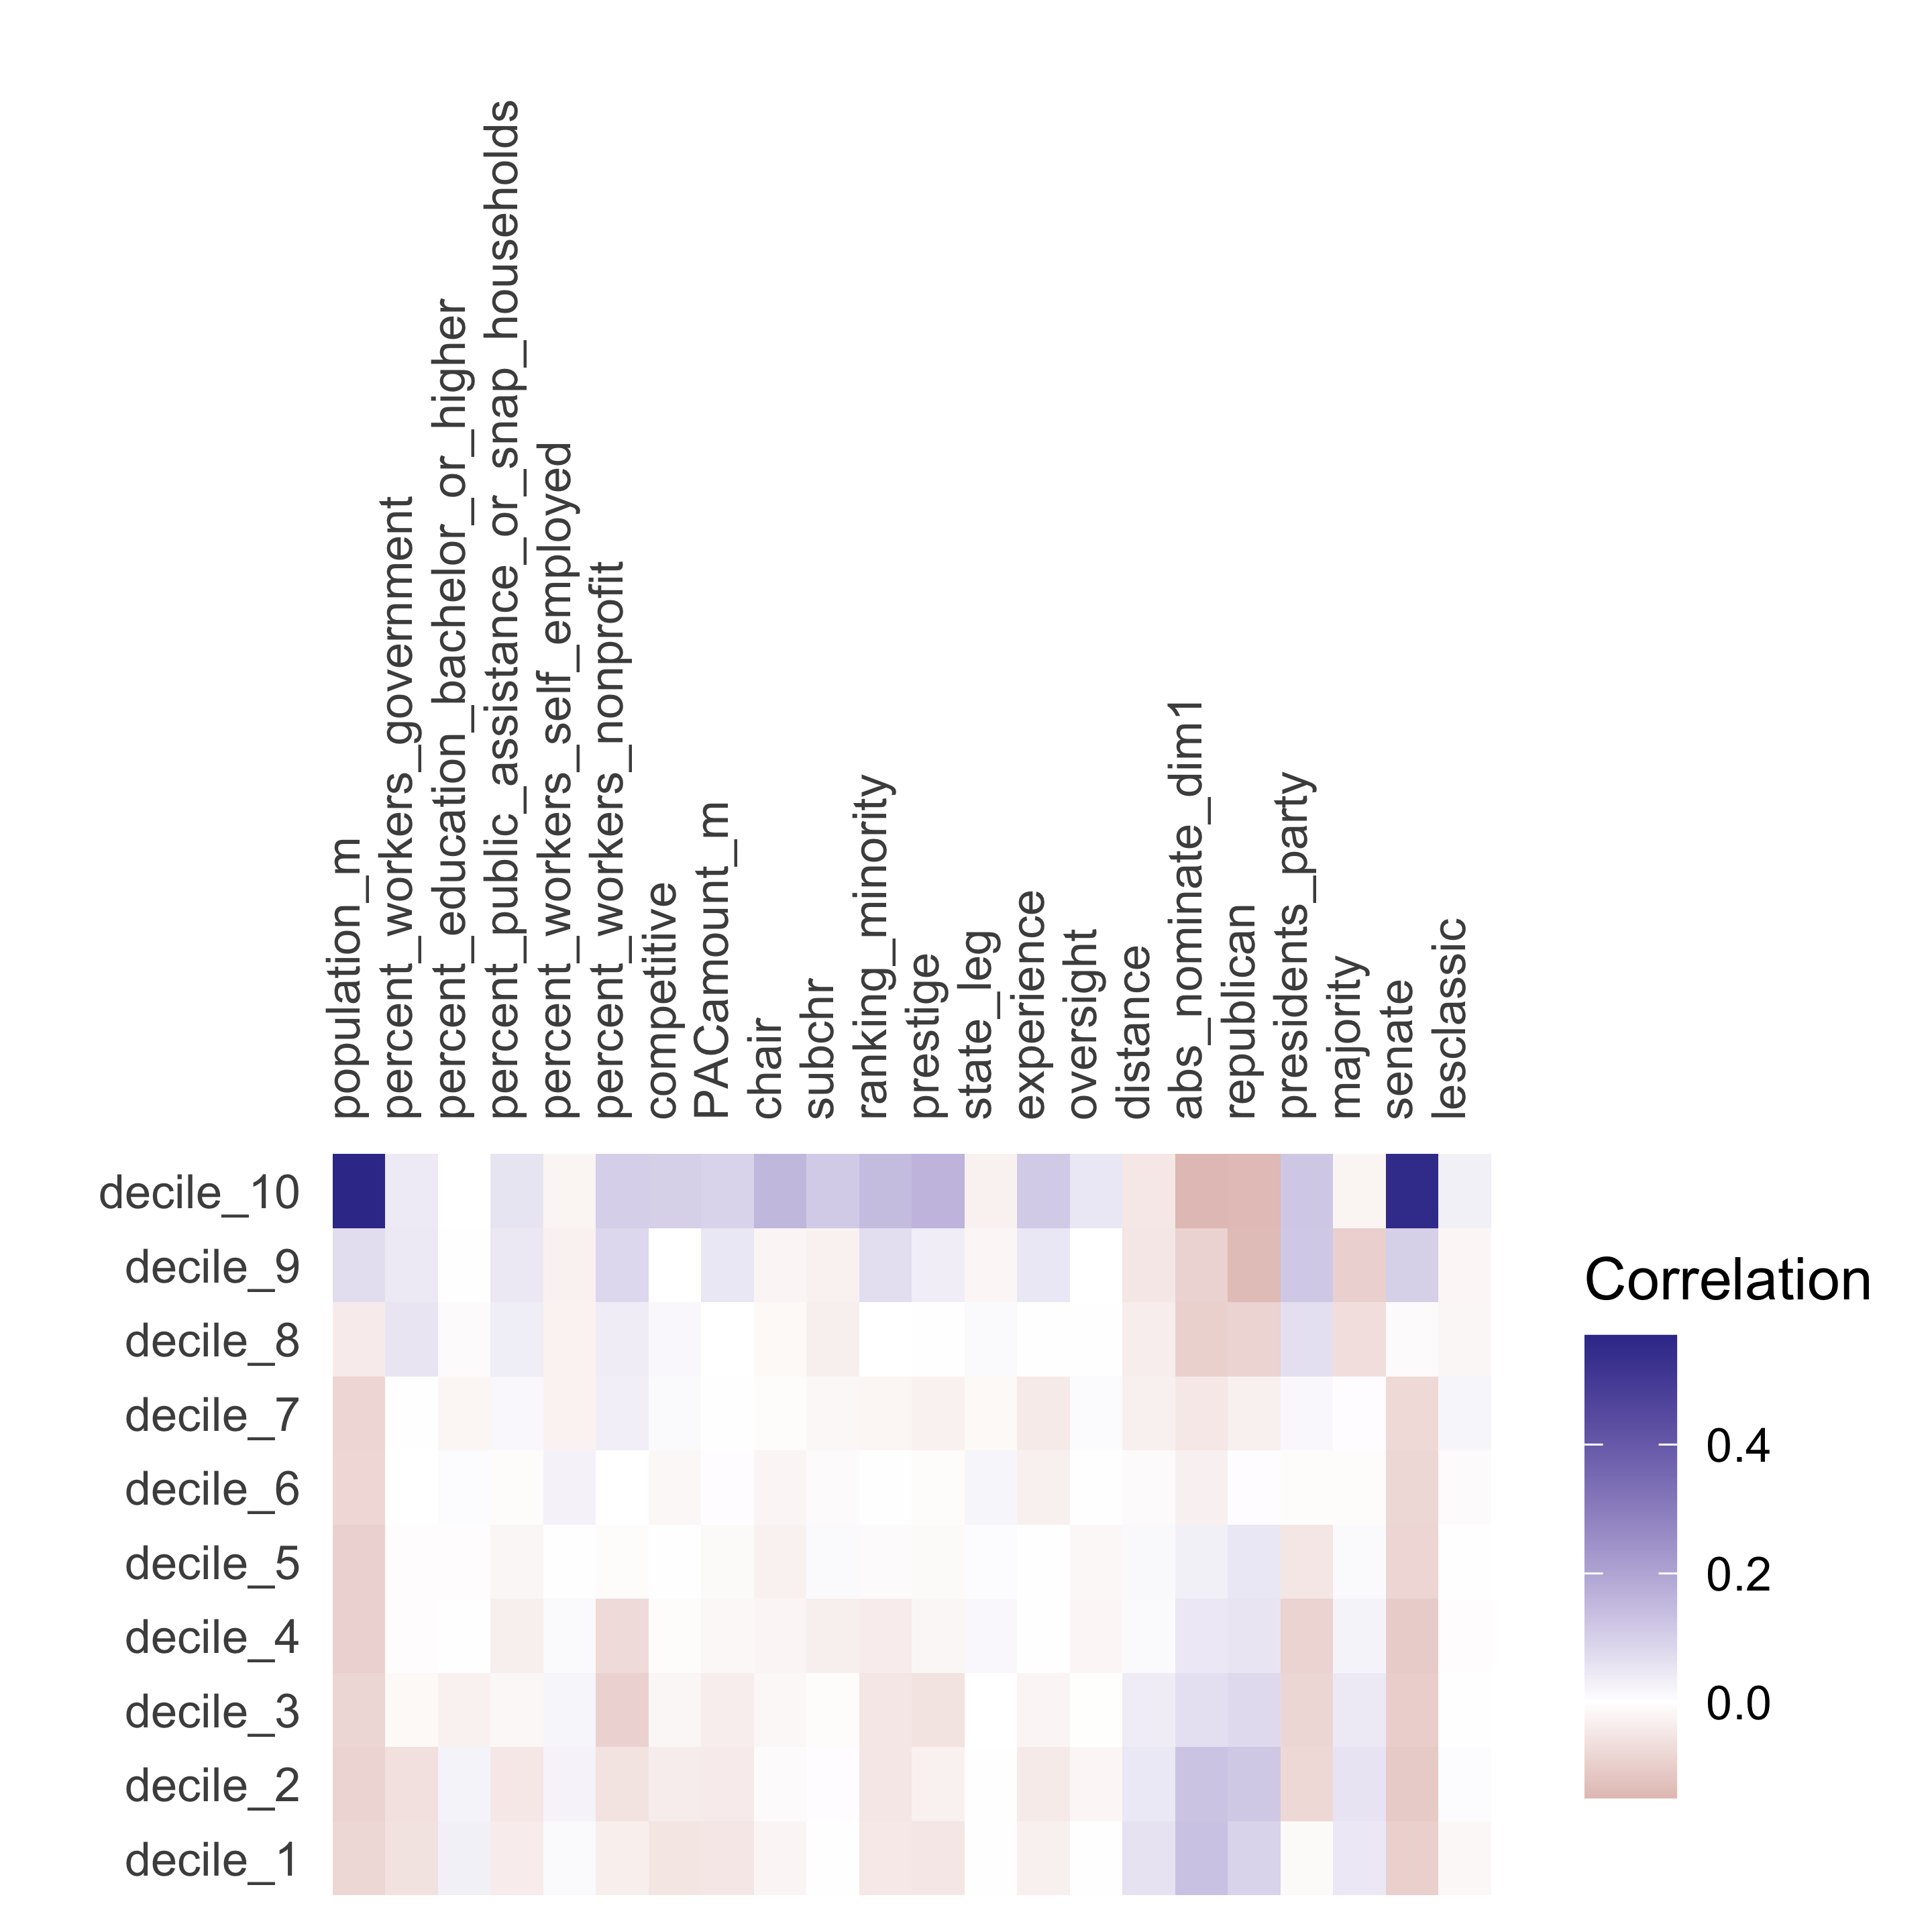 population_m
percent_workers_government
percent_education_bachelor_or_higher
percent_public_assistance_or_snap_households
percent_workers_self_employed
percent_workers_nonprofit
competitive
PACamount_m
chair
subchr
ranking_minority
prestige
state_leg
experience
oversight
distance
abs_nominate_dim1
republican
presidents_party
majority
senate
lesclassic
decile_10
decile_9
decile_8
decile_7
decile_6
decile_5
decile_4
decile_3
decile_2
decile_1
Correlation
0.4
0.2
0.0